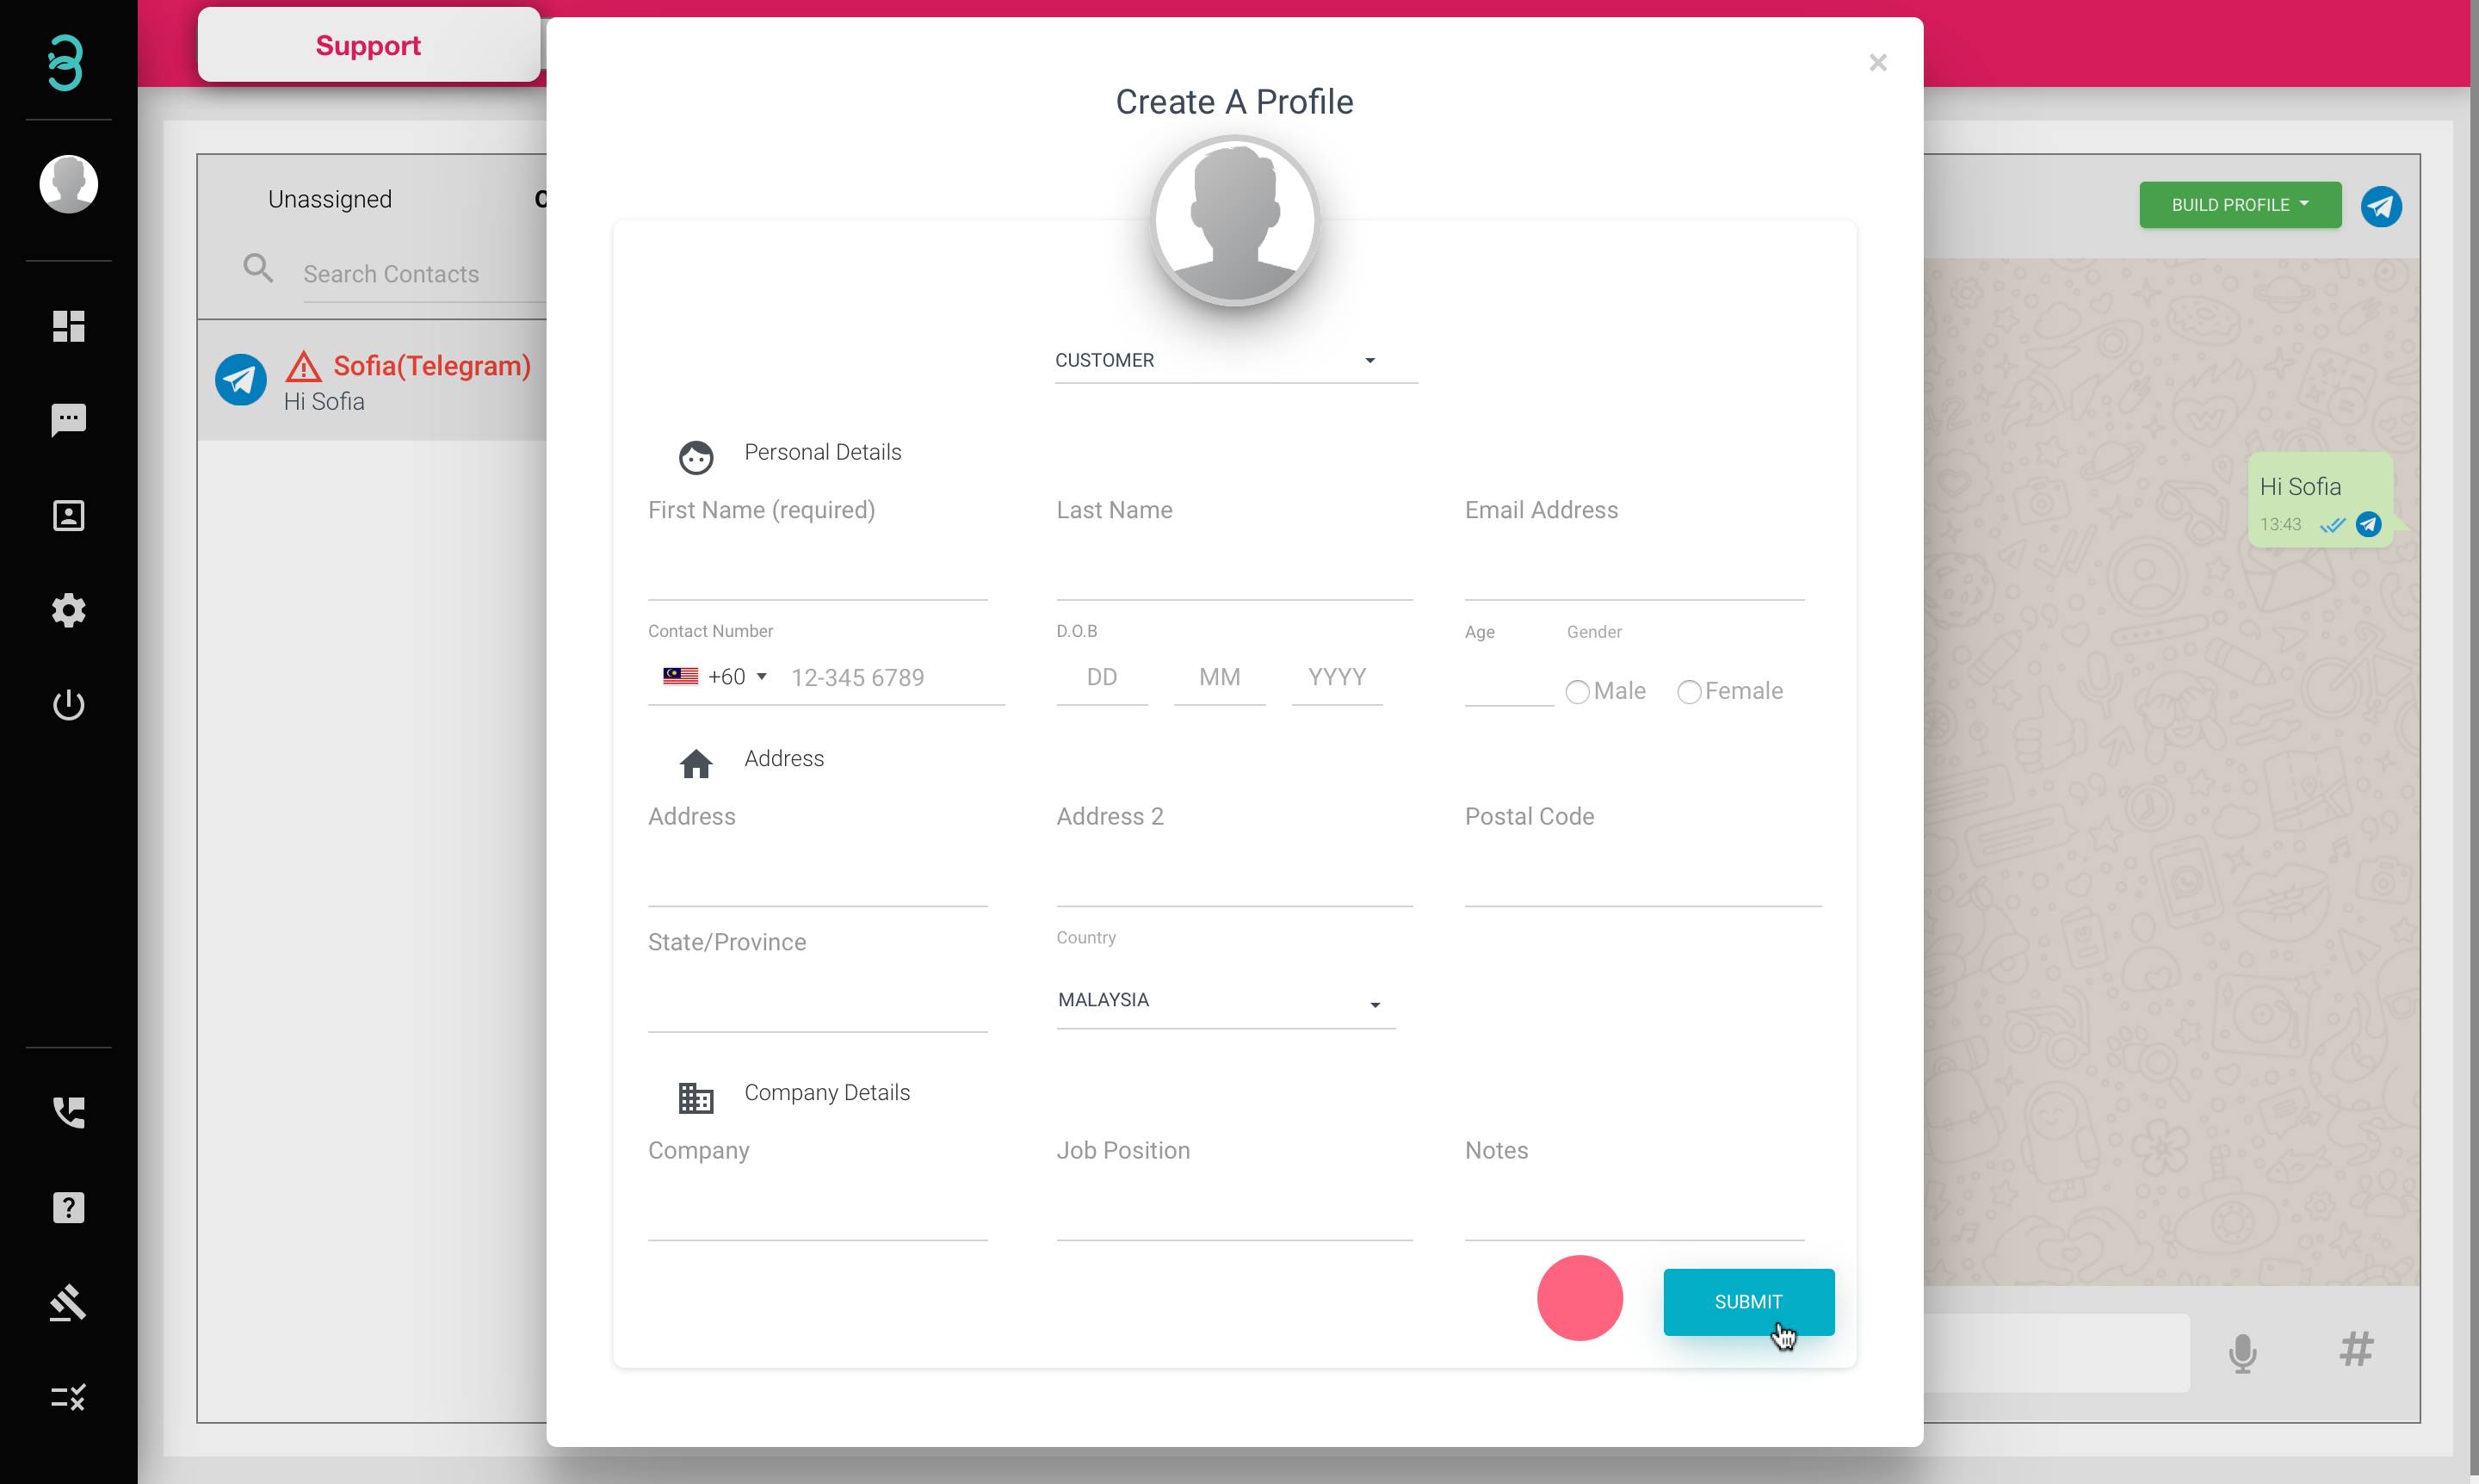 Support
Create A Profile
×
Unassigned
Search Contacts
BUILD PROFILE
Sofia(Telegram)
Hi Sofia
CUSTOMER
Personal Details
First Name (required)
Last Name
Email Address
Hi Sofia
13:43
Contact Number
D.O.B
Age
Gender
+60
12-345 6789
DD
MM
YYYY
Male
Female
Address
Address
Address 2
Postal Code
State/Province
Country
MALAYSIA
Company Details
Company
Job Position
Notes
SUBMIT
#